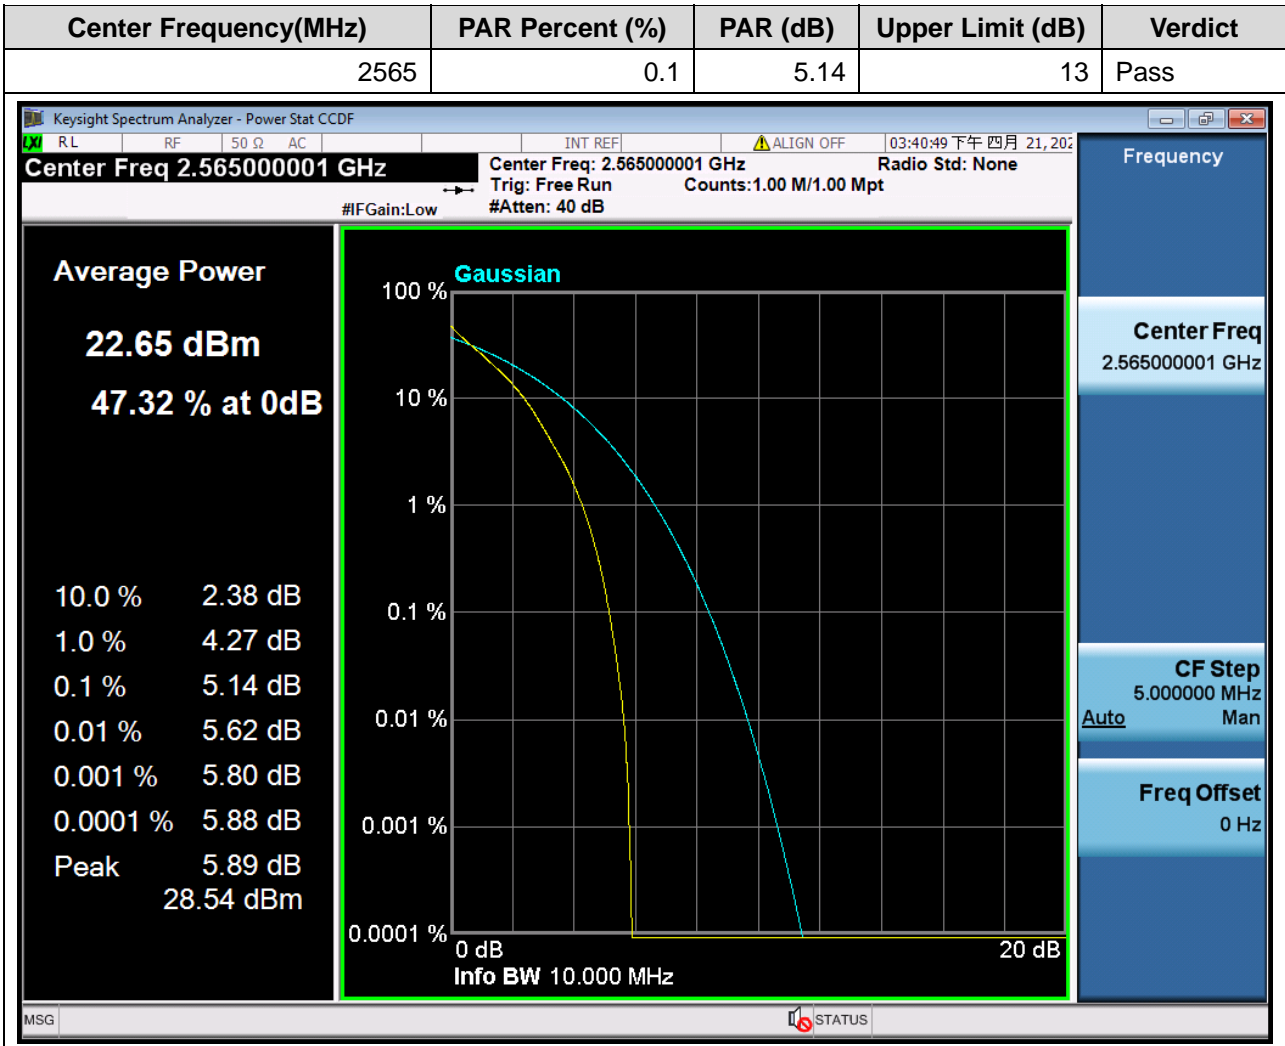 Center Frequency(MHz) PAR Percent (%) PAR (dB) Upper Limit (dB) Verdict
2565 0.1 5.14 13 Pass
Keysight Spectrum Analyzer - Power Stat CCDF
LXI RL RF 50 Ω AC INT REF ALIGN OFF 03:40:49 下午 四月 21, 202
Center Freq 2.565000001 GHz
#IFGain:Low
Center Freq: 2.565000001 GHz Radio Std: None
Trig: Free Run Counts:1.00 M/1.00 Mpt
#Atten: 40 dB
Average Power
22.65 dBm
47.32 % at 0dB
10.0 % 2.38 dB
1.0 % 4.27 dB
0.1 % 5.14 dB
0.01 % 5.62 dB
0.001 % 5.80 dB
0.0001 % 5.88 dB
Peak 5.89 dB
28.54 dBm
Gaussian
100 %
10 %
1 %
0.1 %
0.01 %
0.001 %
0.0001 %
0 dB 20 dB
Info BW 10.000 MHz
Frequency
Center Freq
2.565000001 GHz
CF Step
5.000000 MHz
Auto Man
Freq Offset
0 Hz
MSG STATUS